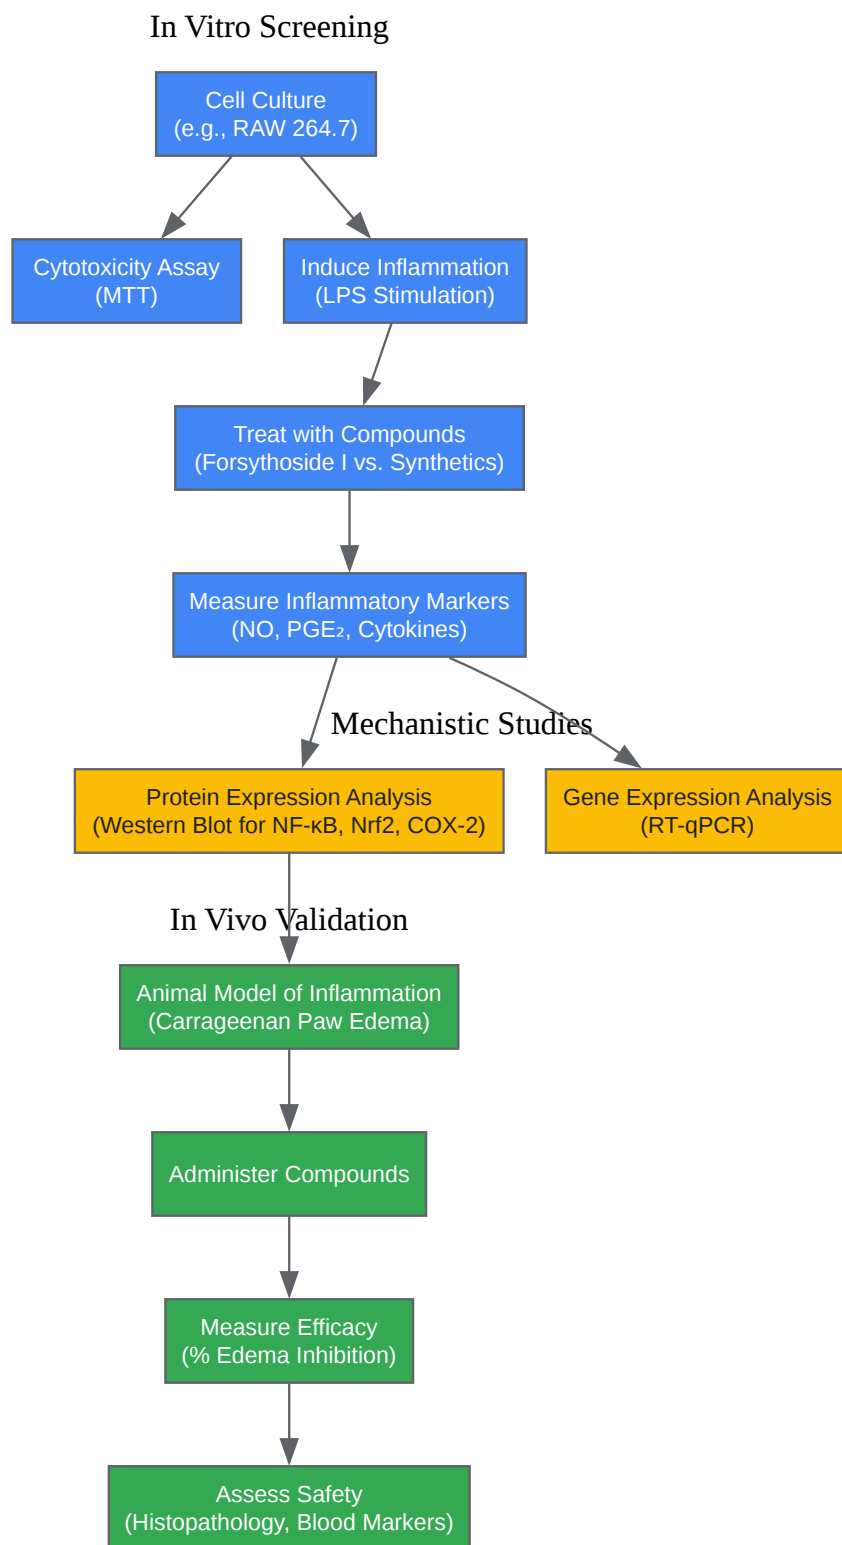 In Vitro Screening
Cell Culture
(e.g., RAW 264.7)
Cytotoxicity Assay
(MTT)
Induce Inflammation
(LPS Stimulation)
Treat with Compounds
(Forsythoside I vs. Synthetics)
Measure Inflammatory Markers
(NO, PGE₂, Cytokines)
Mechanistic Studies
Protein Expression Analysis
(Western Blot for NF-κB, Nrf2, COX-2)
Gene Expression Analysis
(RT-qPCR)
In Vivo Validation
Animal Model of Inflammation
(Carrageenan Paw Edema)
Administer Compounds
Measure Efficacy
(% Edema Inhibition)
Assess Safety
(Histopathology, Blood Markers)